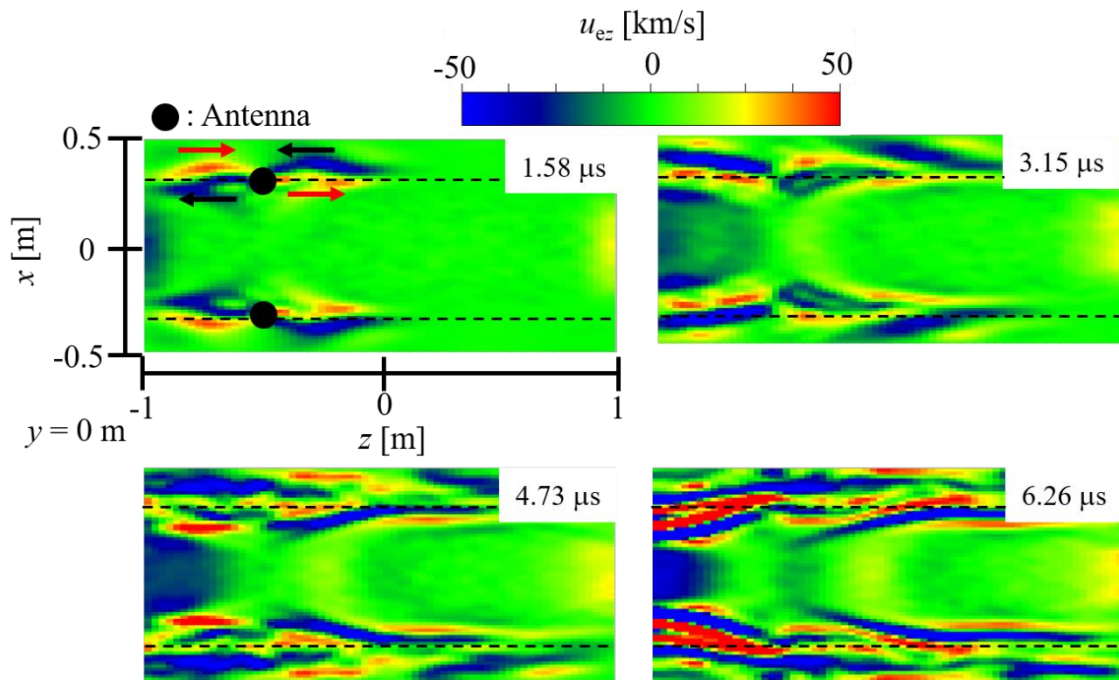 u_ez [km/s]
-50 0 50
● : Antenna
0.5
1.58 μs
3.15 μs
x [m]
0
-0.5
-1 0 1
y = 0 m
z [m]
4.73 μs
6.26 μs